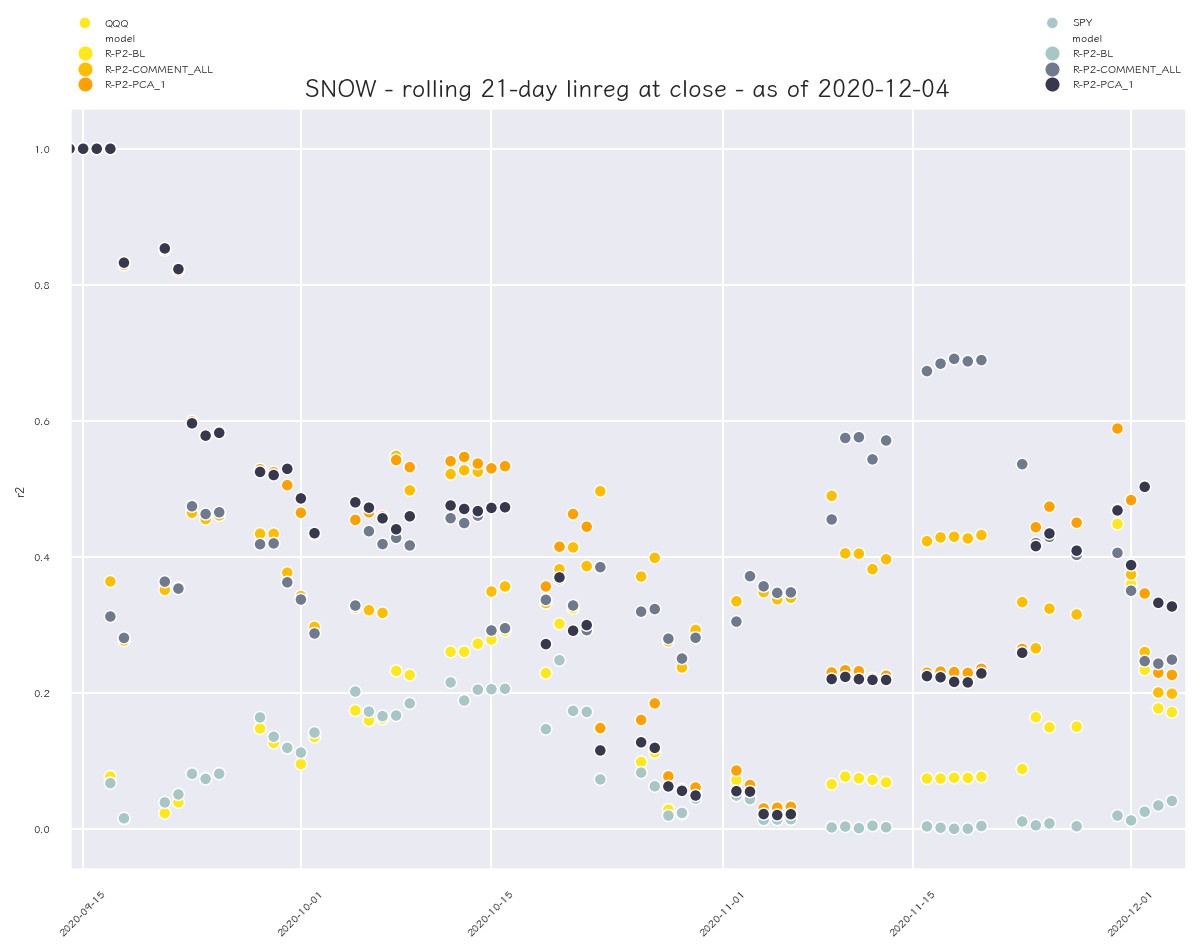 QQQ
model
R-P2-BL
R-P2-COMMENT_ALL
R-P2-PCA_1
SPY
model
R-P2-BL
R-P2-COMMENT_ALL
R-P2-PCA_1
SNOW - rolling 21-day linreg at close - as of 2020-12-04
1.0
0.8
0.6
r2
0.4
0.2
0.0
2020-09-15
2020-10-01
2020-10-15
2020-11-01
2020-11-15
2020-12-01